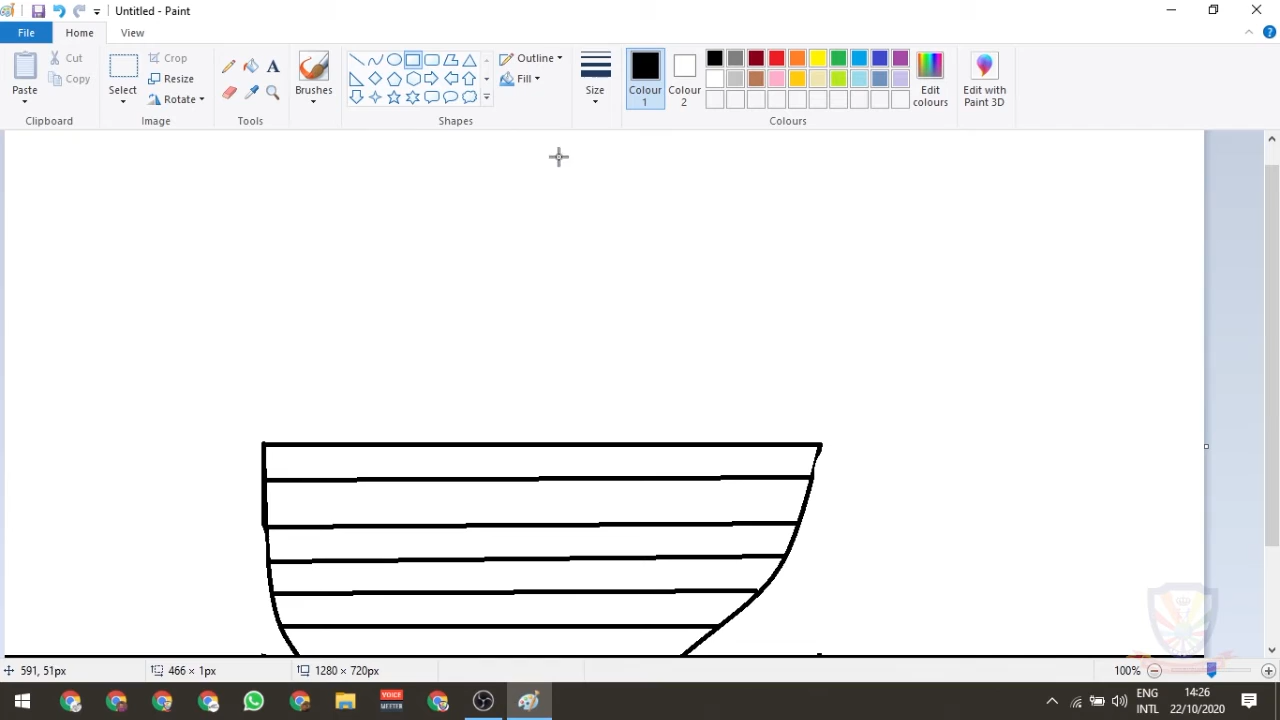 Untitled - Paint
File
Home
View
Paste
Cut
Copy
Clipboard
Select
Crop
Resize
Rotate
Image
A
Tools
Brushes
Shapes
Outline
Fill
Size
Colour
1
Colour
2
Edit
colours
Colours
Edit with
Paint 3D
591, 51px
466 × 1px
1280 × 720px
100%
VOICE
MEETER
ENG
INTL
14:26
22/10/2020